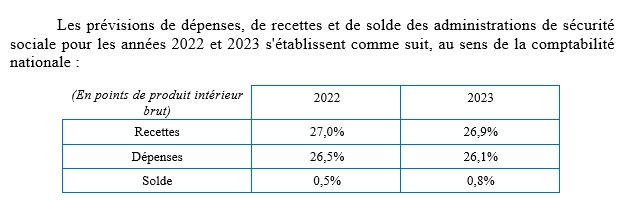 Les prévisions de dépenses, de recettes et de solde des administrations de sécurité
sociale pour les années 2022 et 2023 s'établissent comme suit, au sens de la comptabilité
nationale :
(En points de produit intérieur
brut) 2022 2023
Recettes 27,0% 26,9%
Dépenses 26,5% 26,1%
Solde 0,5% 0,8%